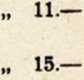 „ 11.—
„ 15.—